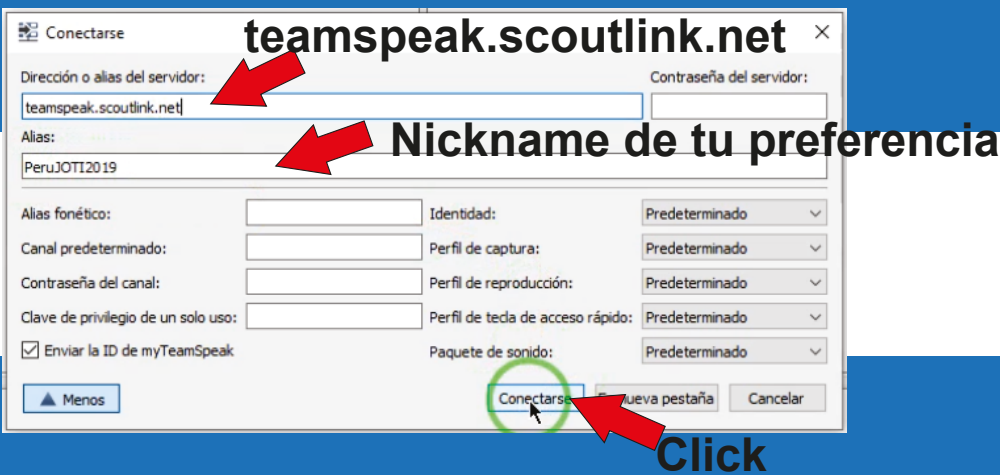 Conectarse
teamspeak.scoutlink.net
Dirección o alias del servidor:
Contraseña del servidor:
teamspeak.scoutlink.net
Alias:
Nickname de tu preferencia
PeruJOTI2019
Alias fonético:
Identidad:
Predeterminado
Canal predeterminado:
Perfil de captura:
Predeterminado
Contraseña del canal:
Perfil de reproducción:
Predeterminado
Clave de privilegio de un solo uso:
Perfil de tecla de acceso rápido:
Predeterminado
Enviar la ID de myTeamSpeak
Paquete de sonido:
Predeterminado
Menos
Conectarse
nueva pestaña
Cancelar
Click